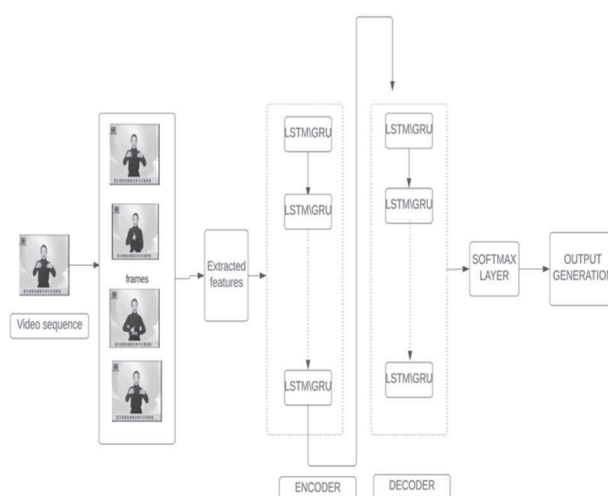 Video sequence
frames
Extracted
features
LSTM\GRU
LSTM\GRU
LSTM\GRU
ENCODER
LSTM\GRU
LSTM\GRU
LSTM\GRU
DECODER
SOFTMAX
LAYER
OUTPUT
GENERATION